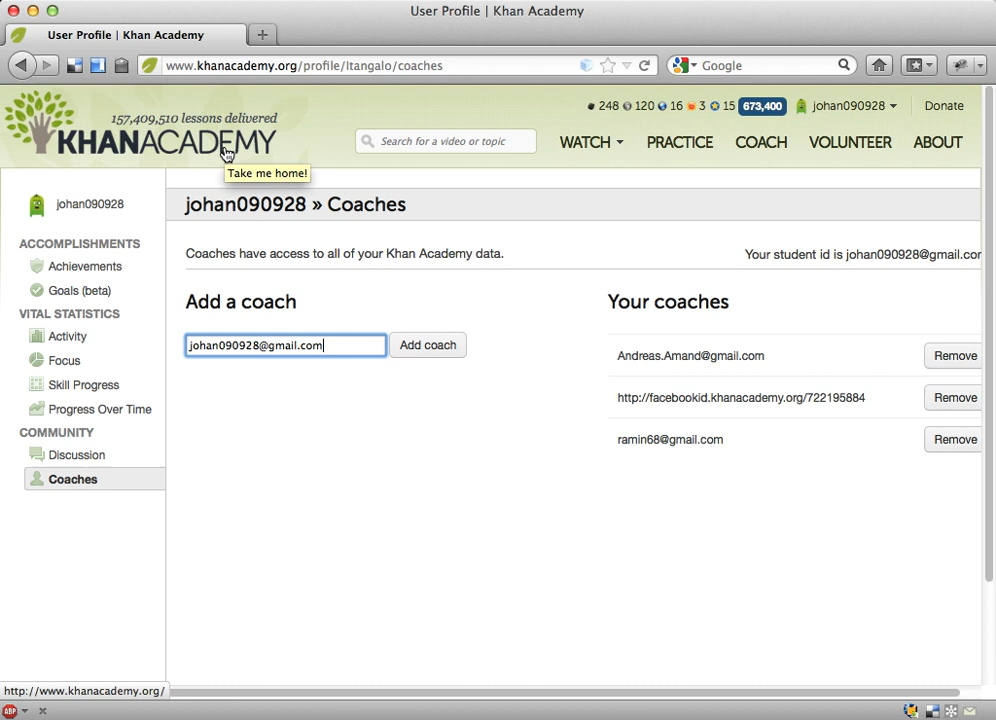 User Profile | Khan Academy
User Profile | Khan Academy
www.khanacademy.org/profile/Itangalo/coaches
Google
157,409,510 lessons delivered
KHANACADEMY
Take me home!
248 120 16 3 15 673,400 johan090928 Donate
Search for a video or topic
WATCH PRACTICE COACH VOLUNTEER ABOUT
johan090928
ACCOMPLISHMENTS
Achievements
Goals (beta)
VITAL STATISTICS
Activity
Focus
Skill Progress
Progress Over Time
COMMUNITY
Discussion
Coaches
johan090928 » Coaches
Coaches have access to all of your Khan Academy data.
Your student id is johan090928@gmail.cor
Add a coach
johan090928@gmail.com
Add coach
Your coaches
Andreas.Amand@gmail.com Remove
http://facebookid.khanacademy.org/722195884 Remove
ramin68@gmail.com Remove
http://www.khanacademy.org/
ABP